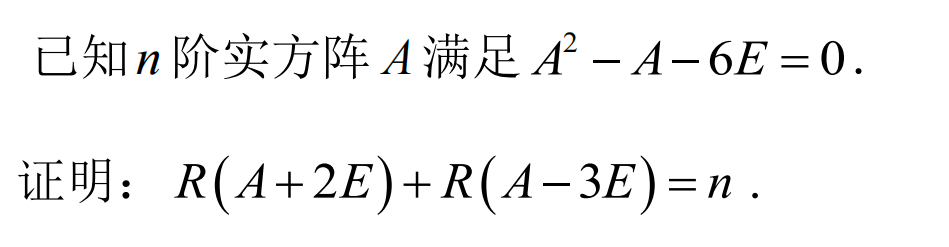 已知n阶实方阵A满足A² − A − 6E = 0.
证明：R(A+2E)+R(A−3E)=n .